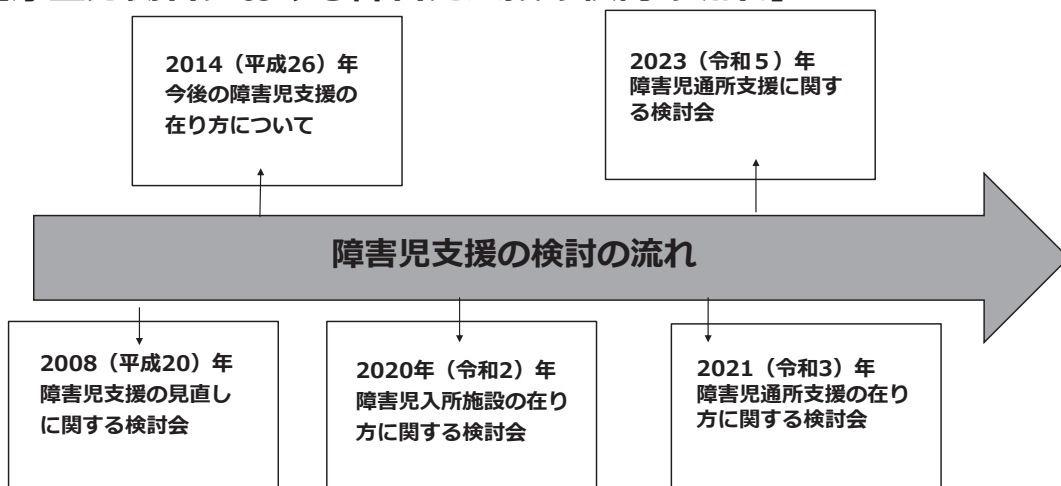 2014（平成26）年
今後の障害児支援の
在り方について
2023（令和５）年
障害児通所支援に関す
る検討会
障害児支援の検討の流れ
2008（平成20）年
障害児支援の見直し
に関する検討会
2020年（令和2）年
障害児入所施設の在り
方に関する検討会
2021（令和3）年
障害児通所支援の在り
方に関する検討会